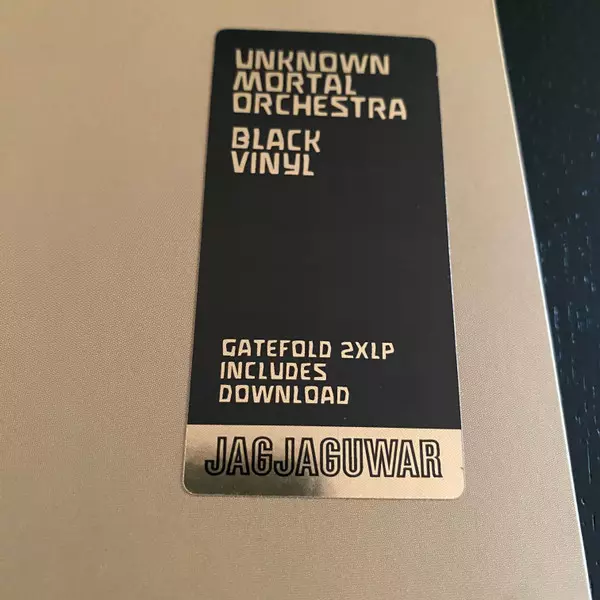 UNKNOWN
MORTAL
ORCHESTRA
BLACK
VINYL
GATEFOLD 2XLP
INCLUDES
DOWNLOAD
JAGJAGUWAR